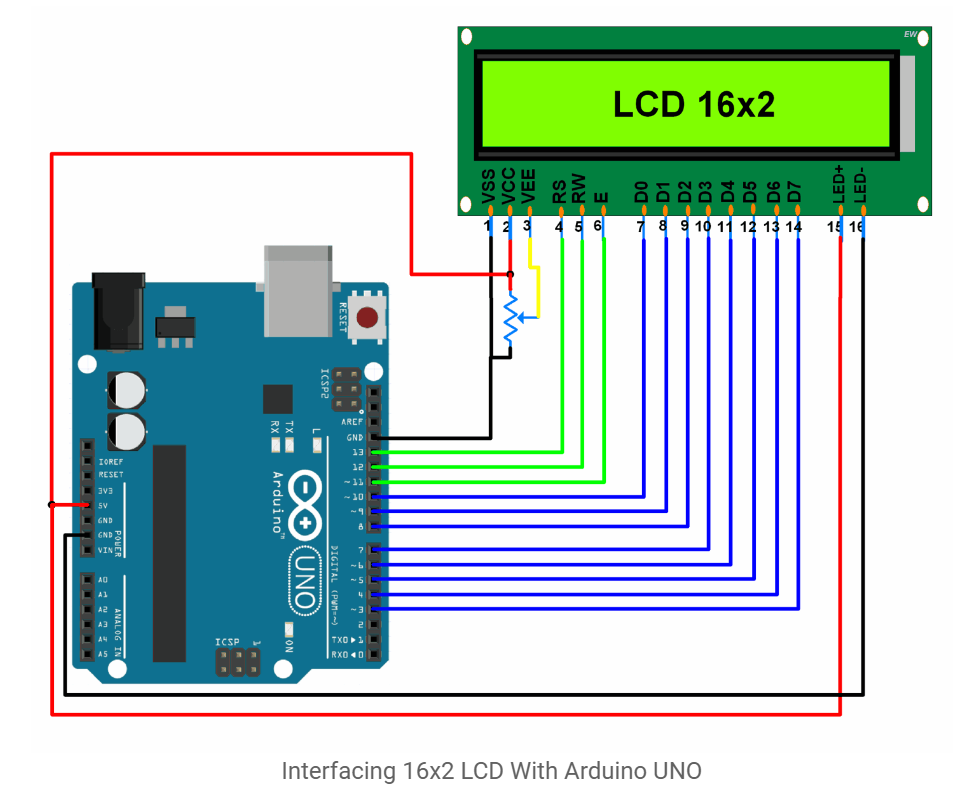 EW
LCD 16x2
VSS VCC VEE RS RW E D0 D1 D2 D3 D4 D5 D6 D7 LED+ LED-
1 2 3 4 5 6 7 8 9 10 11 12 13 14 15 16
RESET
ICSP2
AREF
GND
13
12
~11
~10
~9
8
7
~6
~5
4
~3
2
TX0▶1
RX0◀0
RX TX L
Arduino™
UNO
DIGITAL (PWM=~)
IOREF
RESET
3V3
5V
GND
GND
VIN
POWER
A0
A1
A2
A3
A4
A5
ANALOG IN
ICSP 1
ON
Interfacing 16x2 LCD With Arduino UNO